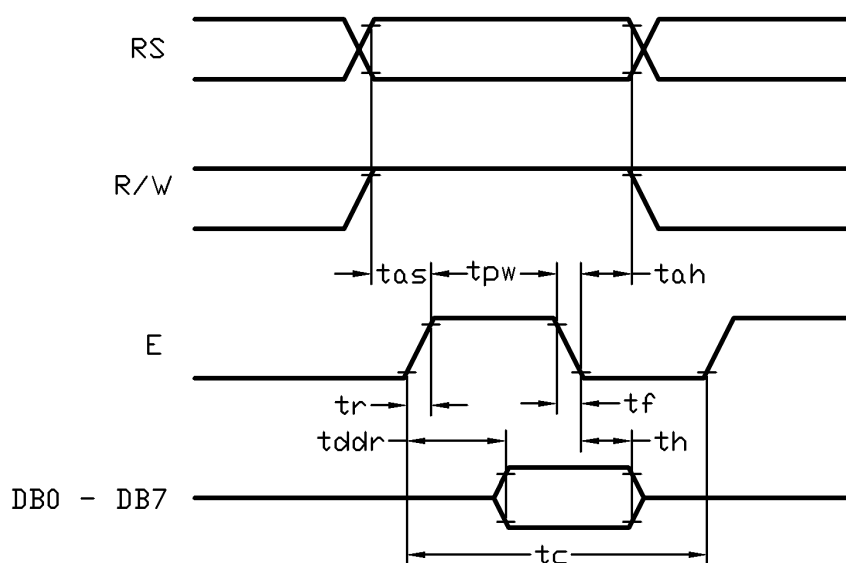 RS
R/W
tas
tpw
tah
E
tr
tf
tddr
th
DB0 - DB7
tc